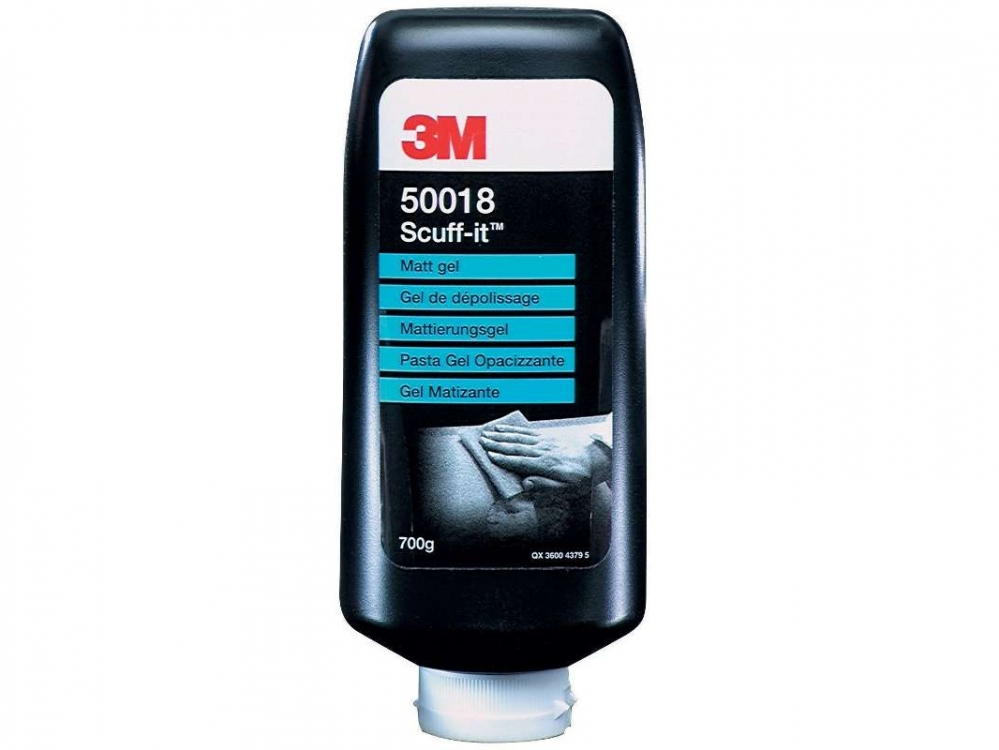 3M
50018
Scuff-it™
Matt gel
Gel de dépolissage
Mattierungsgel
Pasta Gel Opacizzante
Gel Matizante
700g
QX 3600 4379 5